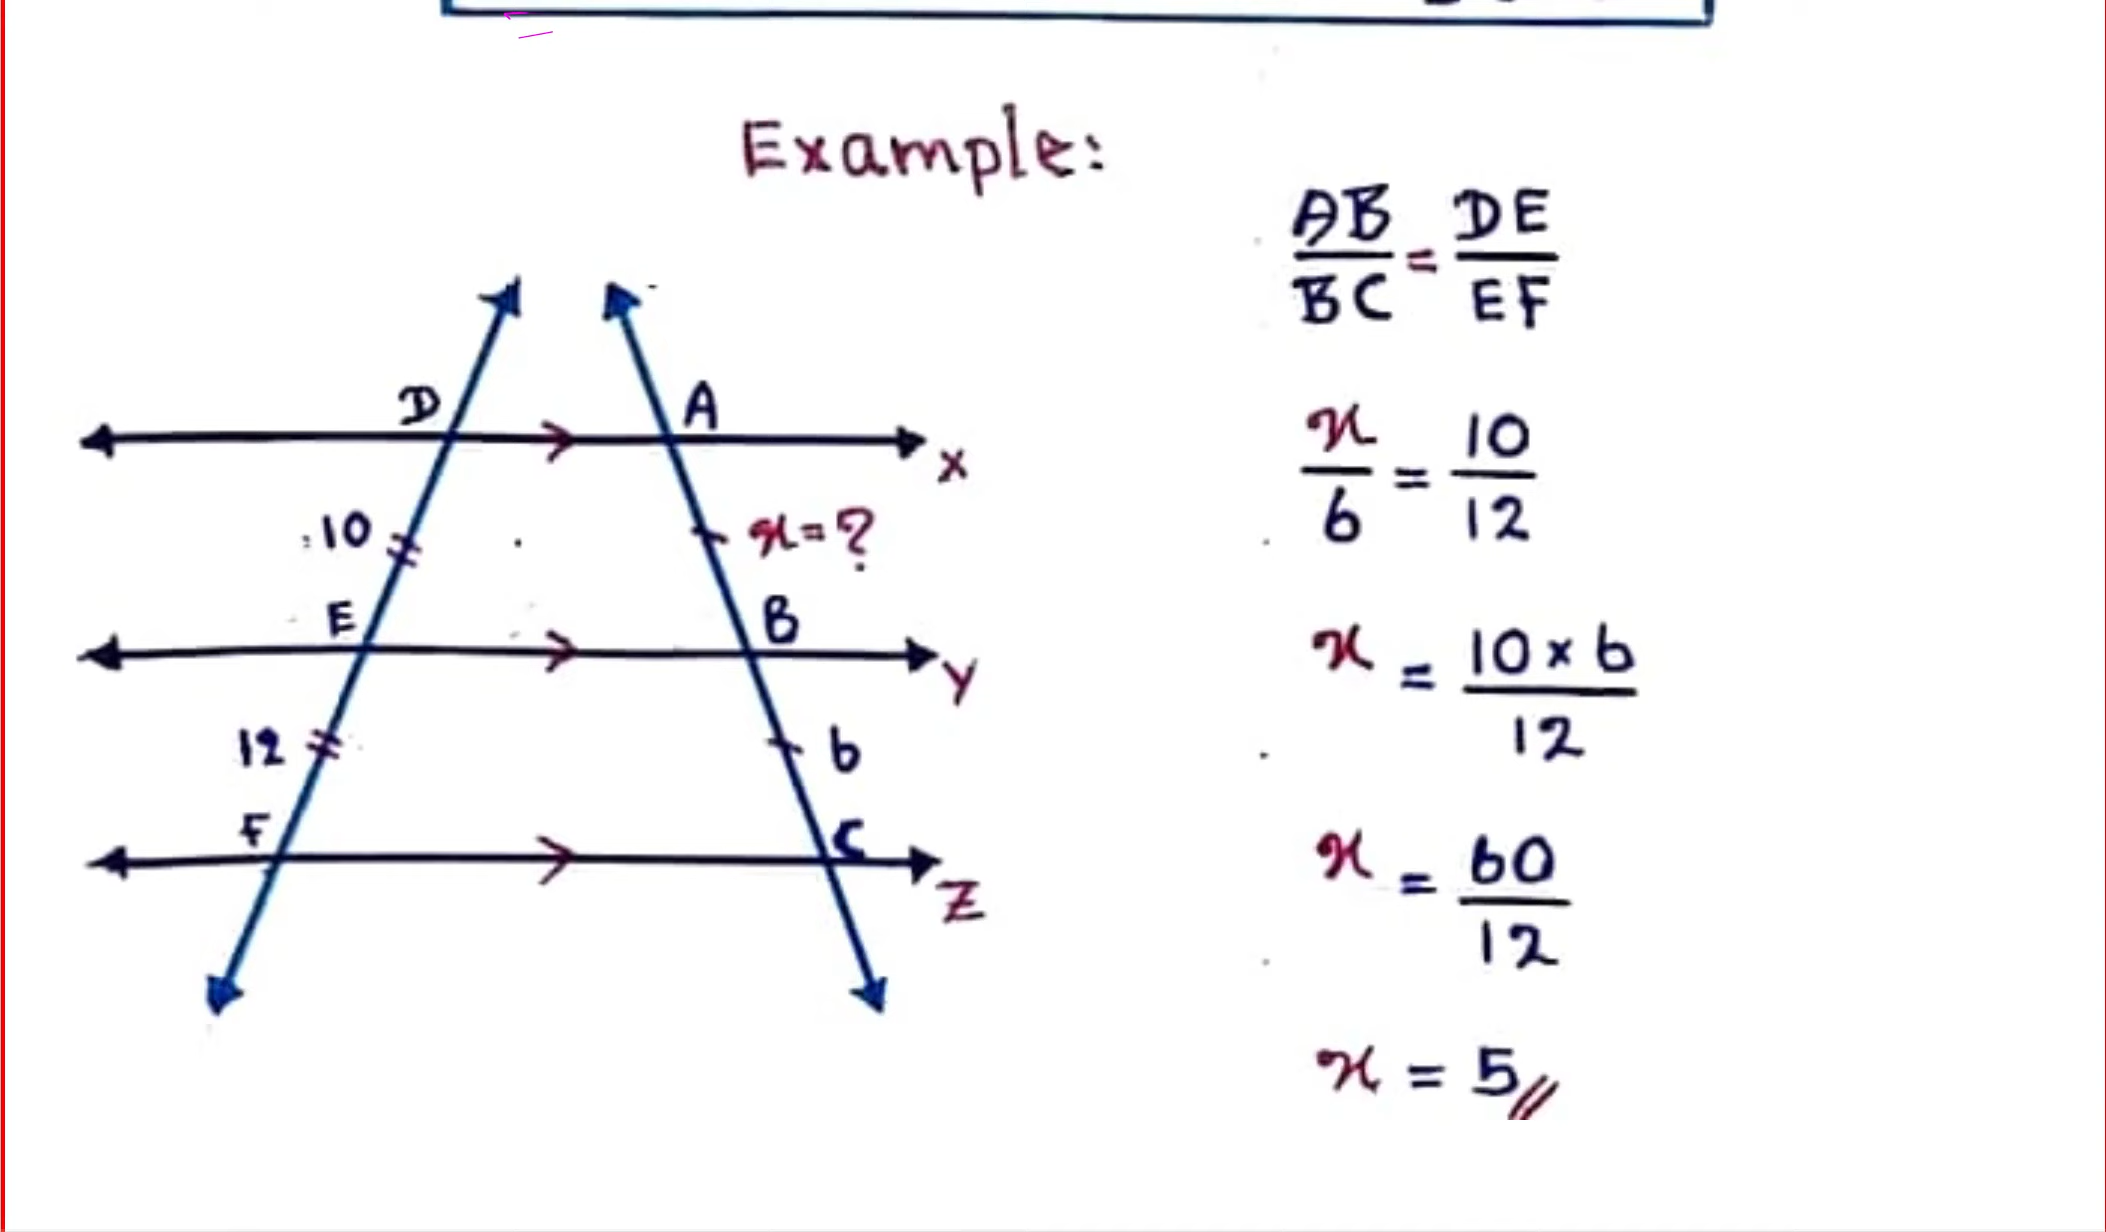 Example:
D A
x
10 x=?
E B
y
12 6
F C
z
AB/BC = DE/EF
x/6 = 10/12
x = 10×6/12
x = 60/12
x = 5//